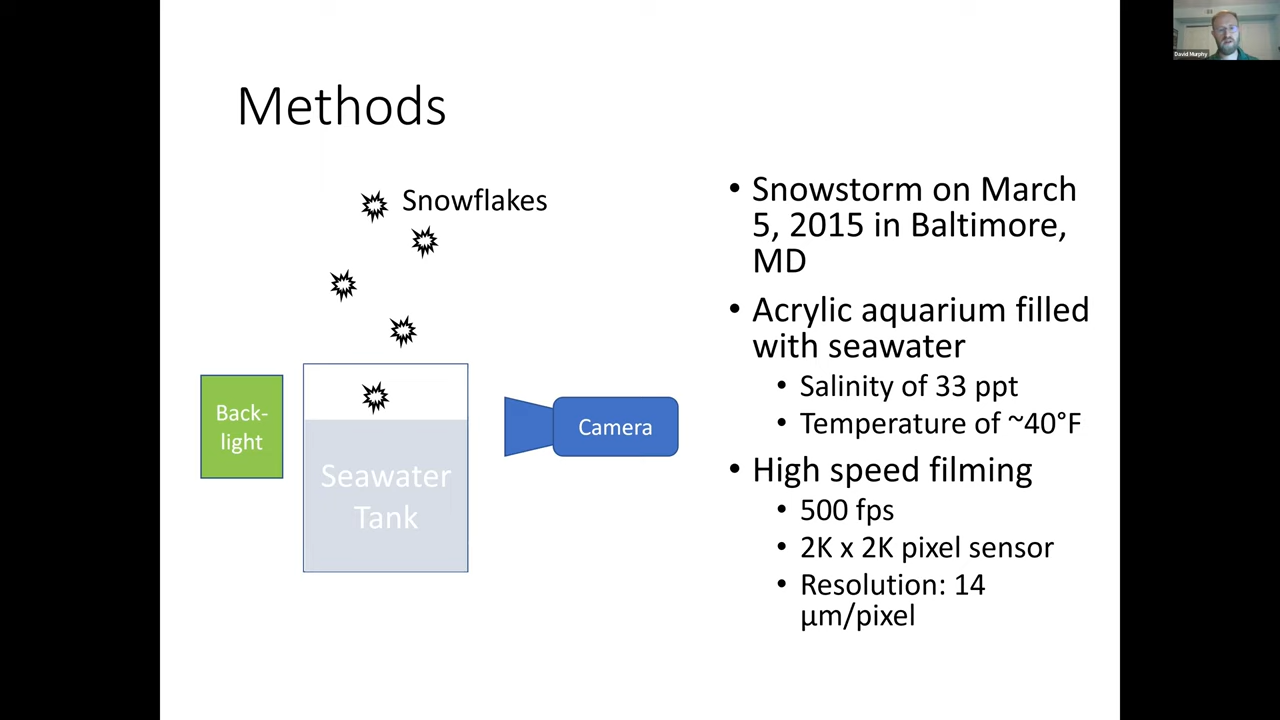 David Murphy
Methods
Snowflakes
Back-
light
Seawater
Tank
Camera
• Snowstorm on March
5, 2015 in Baltimore,
MD
• Acrylic aquarium filled
with seawater
• Salinity of 33 ppt
• Temperature of ~40°F
• High speed filming
• 500 fps
• 2K x 2K pixel sensor
• Resolution: 14
µm/pixel